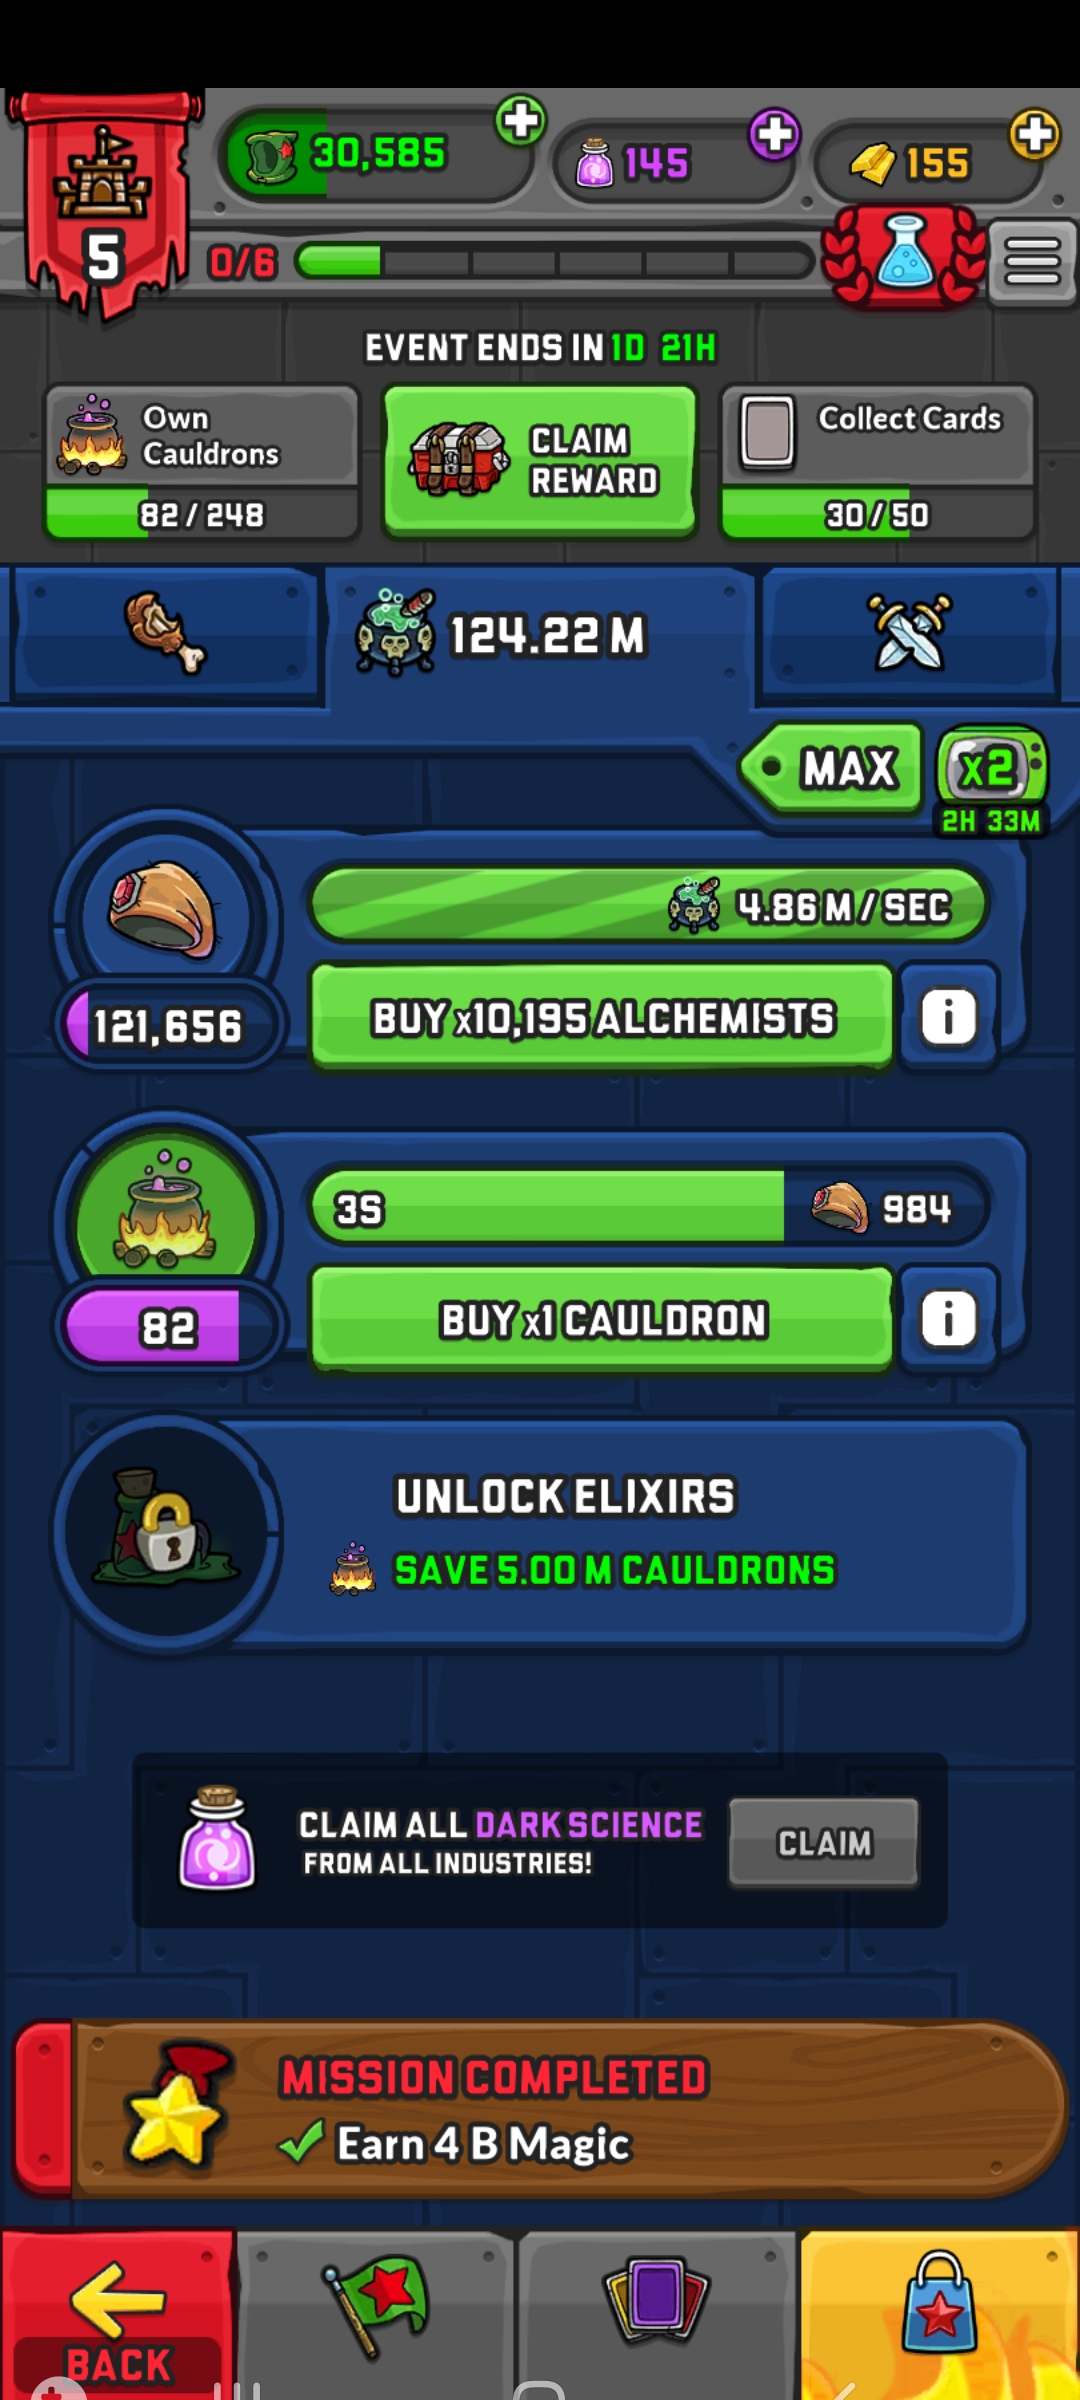 30,585
145
155
5
0/6
EVENT ENDS IN 1D 21H
Own
Cauldrons
82 / 248
CLAIM
REWARD
Collect Cards
30 / 50
124.22 M
MAX
x2
2H 33M
4.86 M / SEC
121,656
BUY x10,195 ALCHEMISTS
i
3S
984
82
BUY x1 CAULDRON
i
UNLOCK ELIXIRS
SAVE 5.00 M CAULDRONS
CLAIM ALL DARK SCIENCE
FROM ALL INDUSTRIES!
CLAIM
MISSION COMPLETED
Earn 4 B Magic
BACK